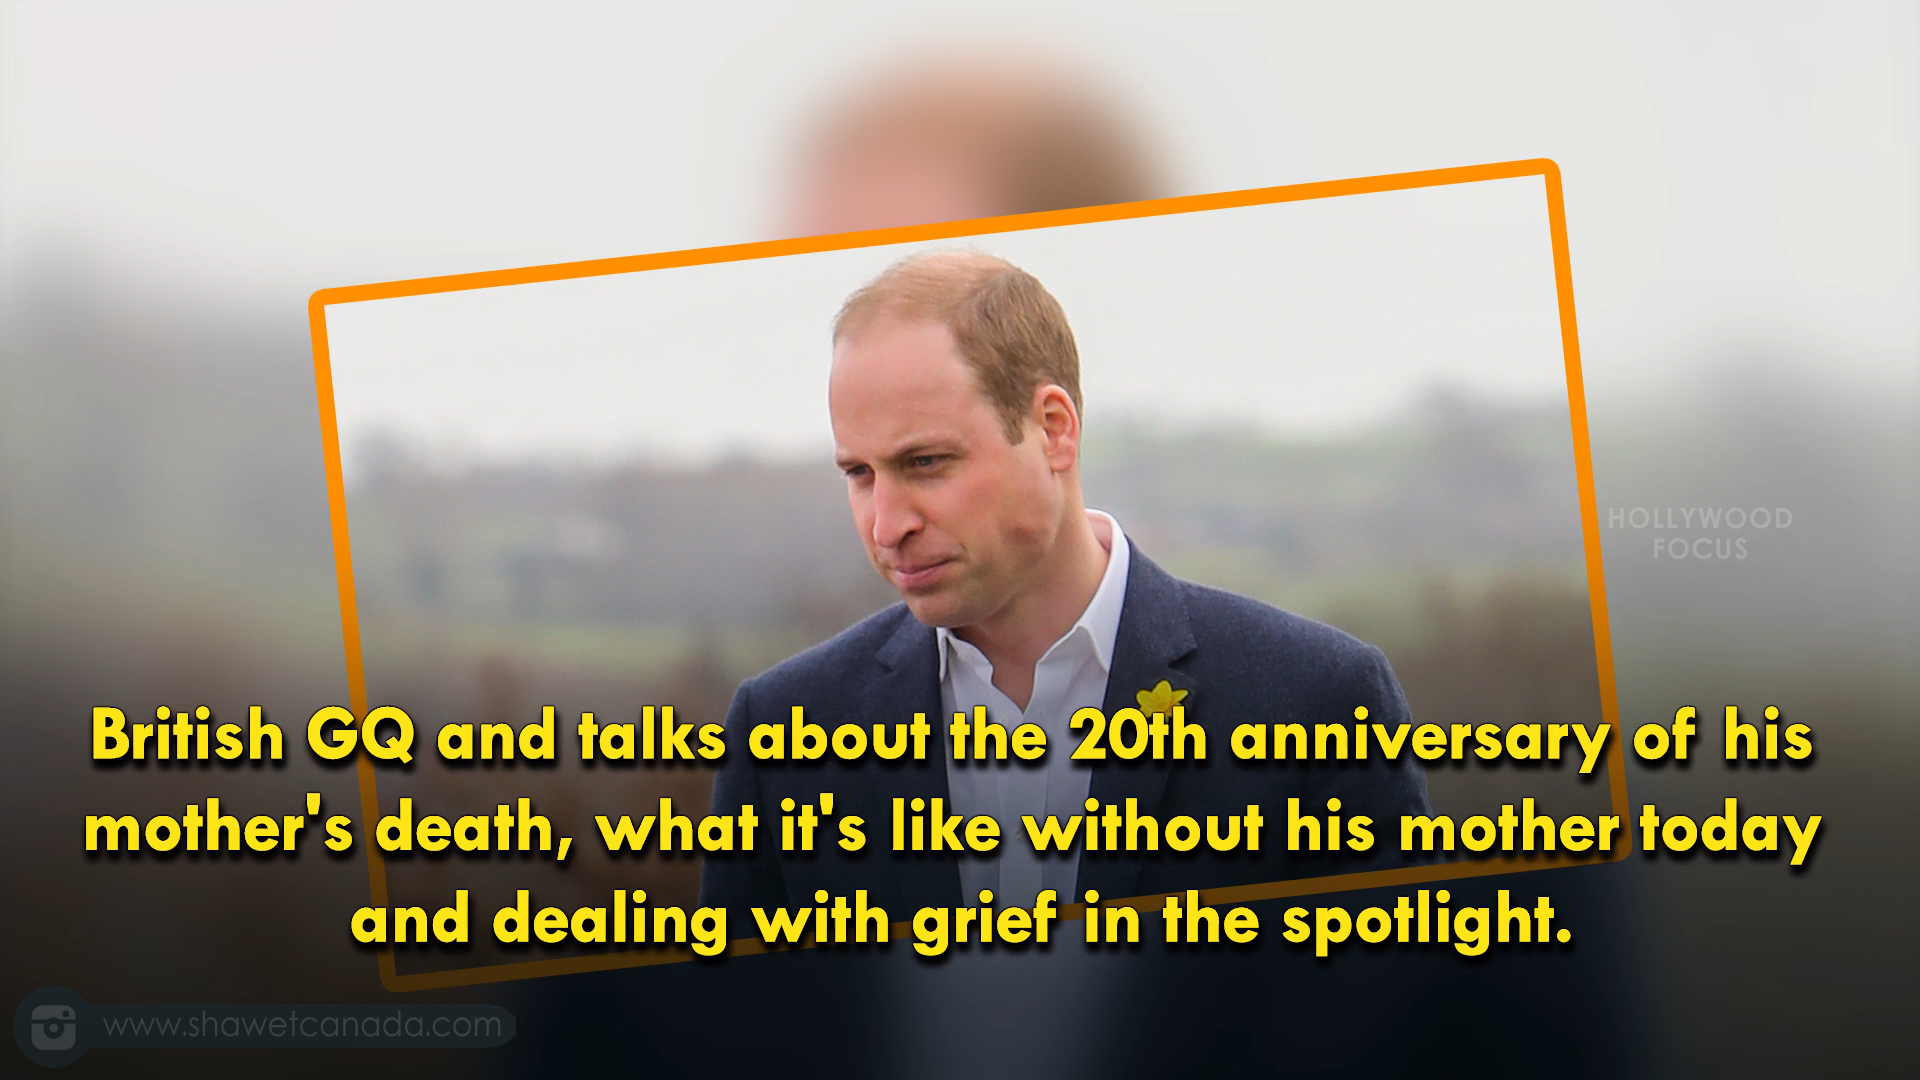 HOLLYWOOD
FOCUS
British GQ and talks about the 20th anniversary of his
mother's death, what it's like without his mother today
and dealing with grief in the spotlight.
www.shawetcanada.com